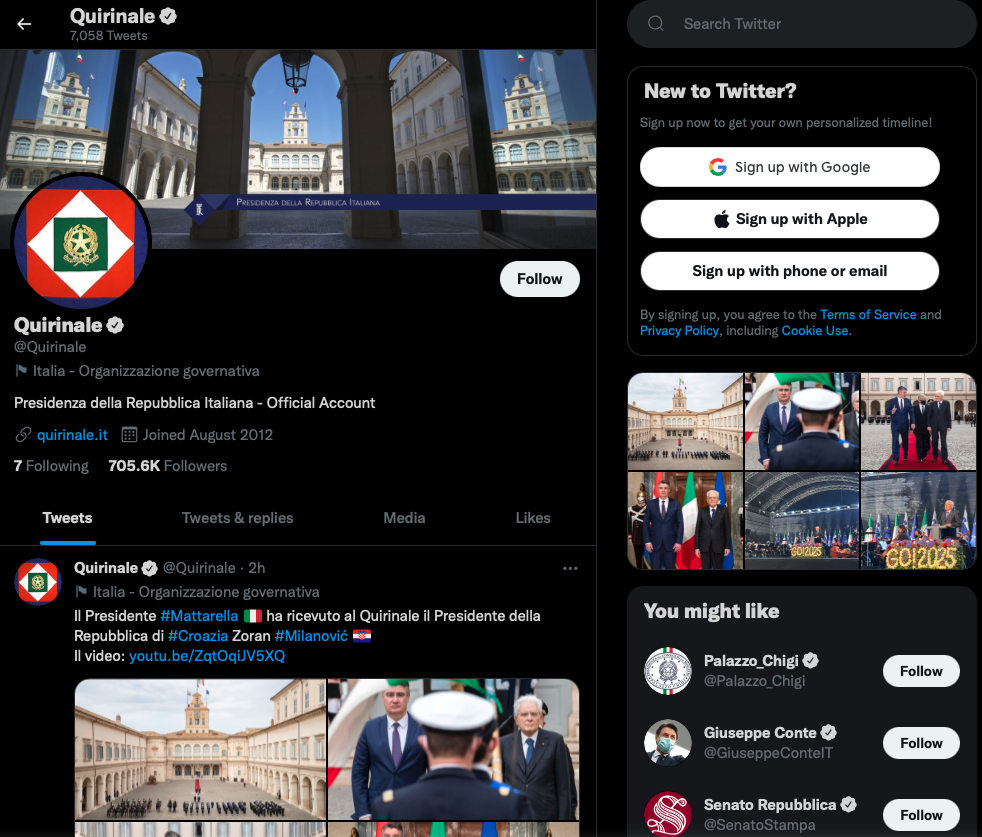 Quirinale
7,058 Tweets
PRESIDENZA DELLA REPUBBLICA ITALIANA
Follow
Quirinale
@Quirinale
Italia - Organizzazione governativa
Presidenza della Repubblica Italiana - Official Account
quirinale.it Joined August 2012
7 Following 705.6K Followers
Tweets Tweets & replies Media Likes
Quirinale @Quirinale · 2h
Italia - Organizzazione governativa
Il Presidente #Mattarella 🇮🇹 ha ricevuto al Quirinale il Presidente della
Repubblica di #Croazia Zoran #Milanović 🇭🇷
Il video: youtu.be/ZqtOqiJV5XQ
Search Twitter
New to Twitter?
Sign up now to get your own personalized timeline!
Sign up with Google
Sign up with Apple
Sign up with phone or email
By signing up, you agree to the Terms of Service and
Privacy Policy, including Cookie Use.
GO!2025
GO!2025
You might like
Palazzo_Chigi
@Palazzo_Chigi
Follow
Giuseppe Conte
@GiuseppeConteIT
Follow
Senato Repubblica
@SenatoStampa
Follow